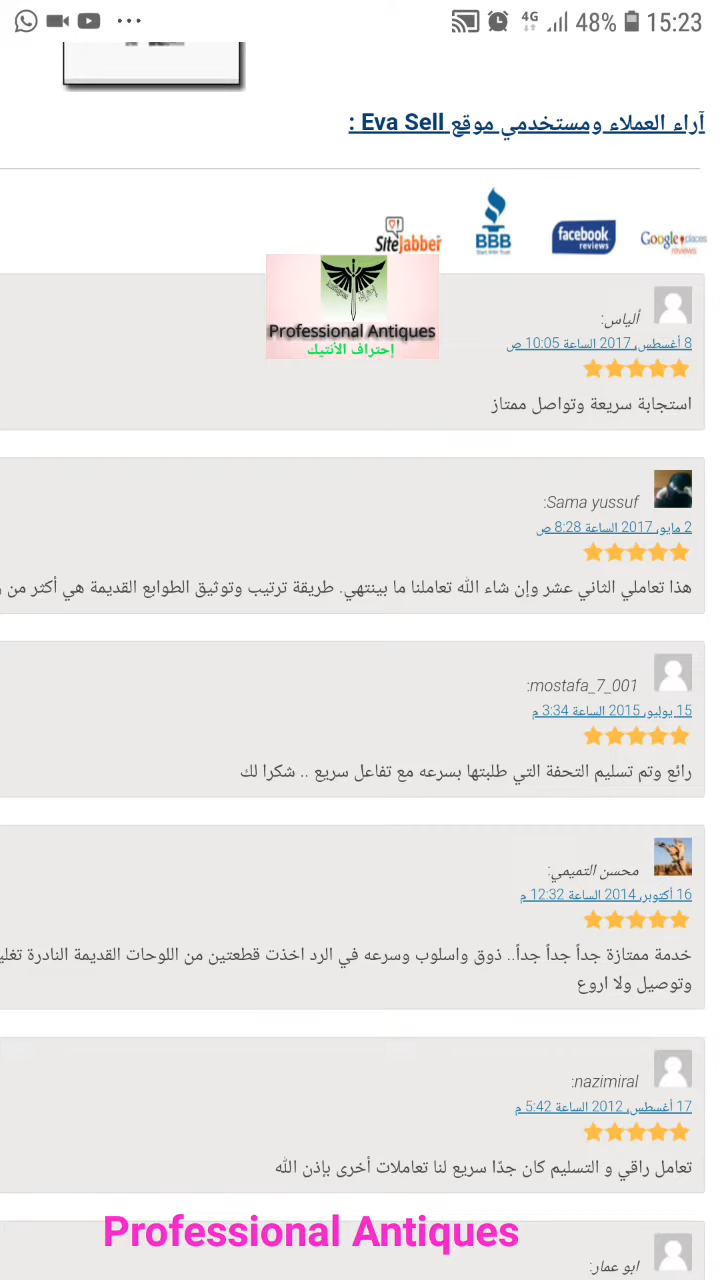 4G 48% 15:23
آراء العملاء ومستخدمي موقع Eva Sell :
SiteJabber
BBB
facebook reviews
Google places reviews
Professional Antiques
إحتراف الأنتيك
ألياس:
8 أغسطس، 2017 الساعة 10:05 ص
استجابة سريعة وتواصل ممتاز
Sama yussuf:
2 مايو، 2017 الساعة 8:28 ص
هذا تعاملي الثاني عشر وإن شاء الله تعاملنا ما بينتهي. طريقة ترتيب وتوثيق الطوابع القديمة هي أكثر من
mostafa_7_001:
15 يوليو، 2015 الساعة 3:34 م
رائع وتم تسليم التحفة التي طلبتها بسرعه مع تفاعل سريع .. شكرا لك
محسن التميمي:
16 أكتوبر، 2014 الساعة 12:32 م
خدمة ممتازة جداً جداً جداً.. ذوق واسلوب وسرعه في الرد اخذت قطعتين من اللوحات القديمة النادرة
وتوصيل ولا اروع
nazimiral:
17 أغسطس، 2012 الساعة 5:42 م
تعامل راقي و التسليم كان جدًا سريع لنا تعاملات أخرى بإذن الله
Professional Antiques
ابو عمار: